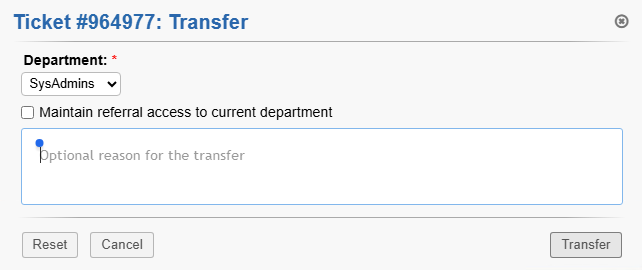 Ticket #964977: Transfer
Department: *
SysAdmins
Maintain referral access to current department
Optional reason for the transfer
Reset Cancel Transfer